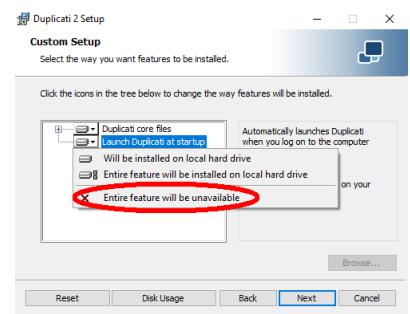 Duplicati 2 Setup
Custom Setup
Select the way you want features to be installed.
Click the icons in the tree below to change the way features will be installed.
Duplicati core files
Launch Duplicati at startup
Automatically launches Duplicati
when you log on to the computer
Will be installed on local hard drive
Entire feature will be installed on local hard drive
on your
Entire feature will be unavailable
Browse...
Reset
Disk Usage
Back
Next
Cancel